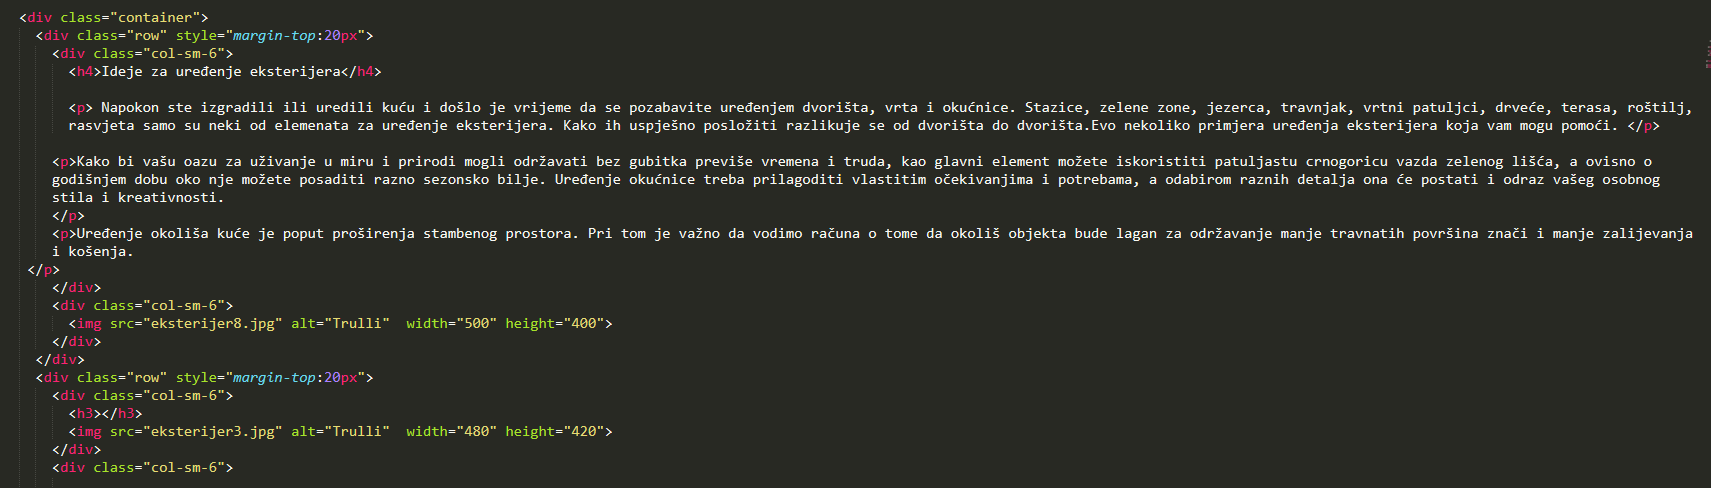 <div class="container">
<div class="row" style="margin-top:20px">
<div class="col-sm-6">
<h4>Ideje za uređenje eksterijera</h4>
<p> Napokon ste izgradili ili uredili kuću i došlo je vrijeme da se pozabavite uređenjem dvorišta, vrta i okućnice. Stazice, zelene zone, jezerca, travnjak, vrtni patuljci, drveće, terasa, roštilj,
rasvjeta samo su neki od elemenata za uređenje eksterijera. Kako ih uspješno posložiti razlikuje se od dvorišta do dvorišta.Evo nekoliko primjera uređenja eksterijera koja vam mogu pomoći. </p>
<p>Kako bi vašu oazu za uživanje u miru i prirodi mogli održavati bez gubitka previše vremena i truda, kao glavni element možete iskoristiti patuljastu crnogoricu vazda zelenog lišća, a ovisno o
godišnjem dobu oko nje možete posaditi razno sezonsko bilje. Uređenje okućnice treba prilagoditi vlastitim očekivanjima i potrebama, a odabirom raznih detalja ona će postati i odraz vašeg osobnog
stila i kreativnosti.
</p>
<p>Uređenje okoliša kuće je poput proširenja stambenog prostora. Pri tom je važno da vodimo računa o tome da okoliš objekta bude lagan za održavanje manje travnatih površina znači i manje zalijevanja
i košenja.
</p>
</div>
<div class="col-sm-6">
<img src="eksterijer8.jpg" alt="Trulli"  width="500" height="400">
</div>
</div>
<div class="row" style="margin-top:20px">
<div class="col-sm-6">
<h3></h3>
<img src="eksterijer3.jpg" alt="Trulli"  width="480" height="420">
</div>
<div class="col-sm-6">